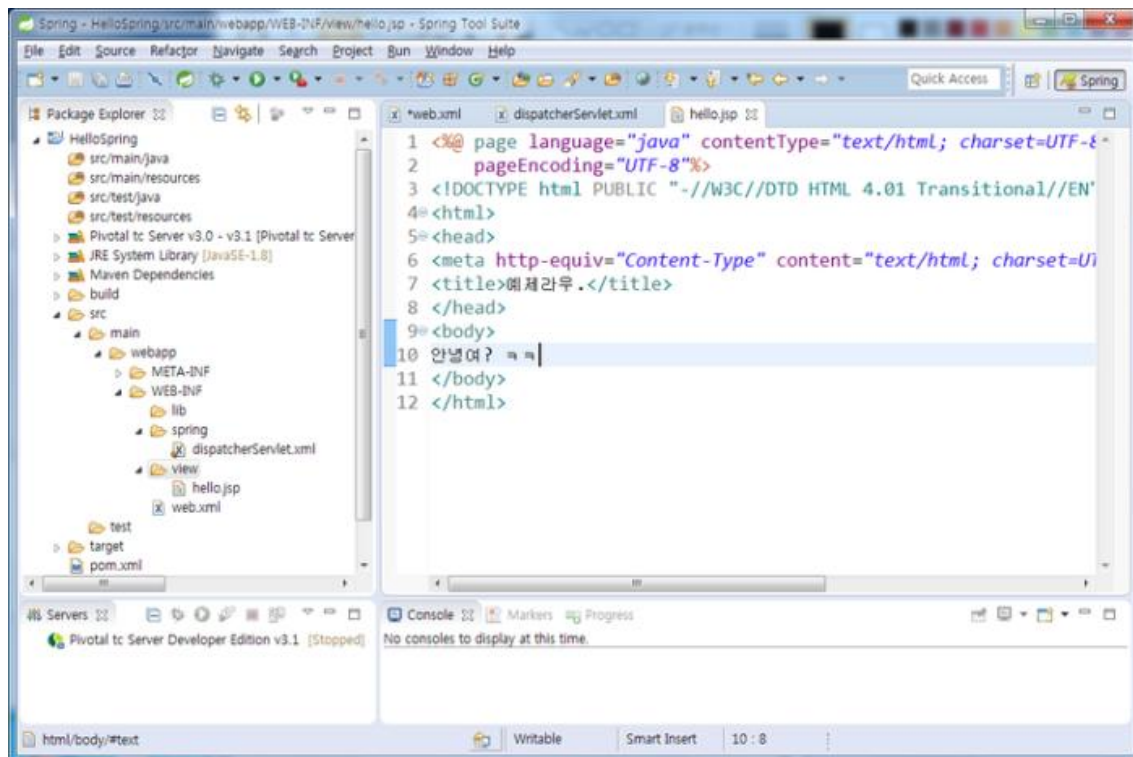 Spring - HelloSpring/src/main/webapp/WEB-INF/view/hello.jsp - Spring Tool Suite
File Edit Source Refactor Navigate Search Project Run Window Help
Quick Access
Spring
Package Explorer
HelloSpring
src/main/java
src/main/resources
src/test/java
src/test/resources
Pivotal tc Server v3.0 - v3.1 [Pivotal tc Server
JRE System Library [JavaSE-1.8]
Maven Dependencies
build
src
main
webapp
META-INF
WEB-INF
lib
spring
dispatcherServlet.xml
view
hello.jsp
web.xml
test
target
pom.xml
*web.xml dispatcherServlet.xml hello.jsp
1 <%@ page language="java" contentType="text/html; charset=UTF-8
2 pageEncoding="UTF-8"%>
3 <!DOCTYPE html PUBLIC "-//W3C//DTD HTML 4.01 Transitional//EN"
4 <html>
5 <head>
6 <meta http-equiv="Content-Type" content="text/html; charset=UT
7 <title>예제라우.</title>
8 </head>
9 <body>
10 안녕여? ㅋㅋ
11 </body>
12 </html>
Servers
Pivotal tc Server Developer Edition v3.1 [Stopped]
Console Markers Progress
No consoles to display at this time.
html/body/#text
Writable
Smart Insert
10 : 8